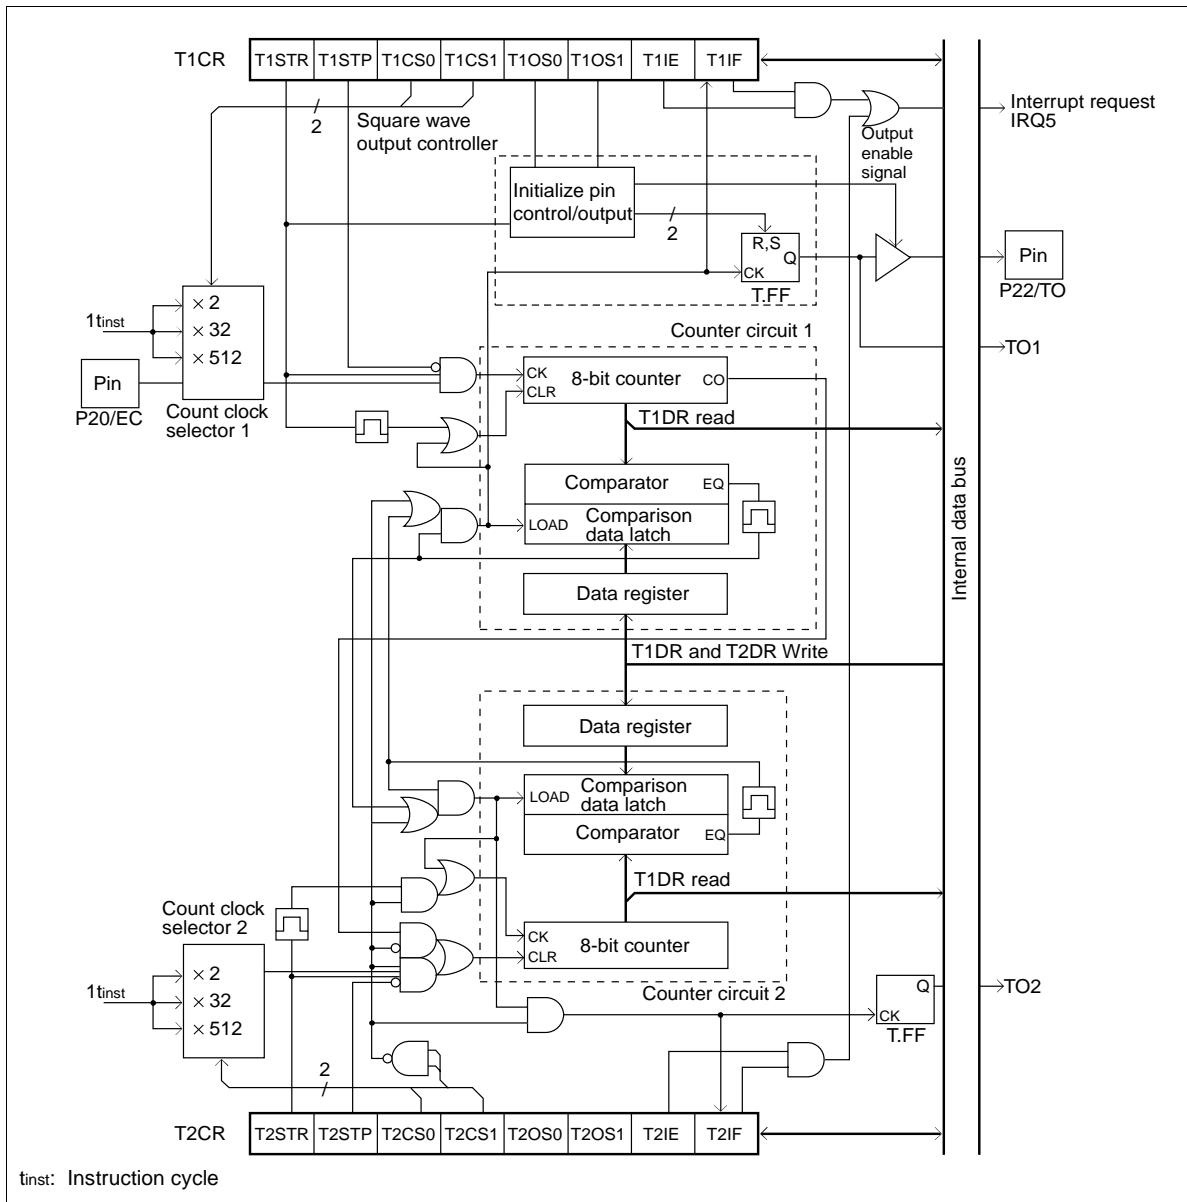 T1CR
T1STR T1STP T1CS0 T1CS1 T1OS0 T1OS1 T1IE T1IF
2
Square wave
output controller
Output
enable
signal
Interrupt request
IRQ5
Initialize pin
control/output
2
R,S
Q
CK
T.FF
Pin
P22/TO
1tinst
× 2
× 32
× 512
Pin
P20/EC
Count clock
selector 1
Counter circuit 1
TO1
CK
CLR
8-bit counter
CO
T1DR read
Comparator
EQ
LOAD
Comparison
data latch
Data register
Internal data bus
T1DR and T2DR Write
Data register
LOAD
Comparison
data latch
Comparator
EQ
T1DR read
Count clock
selector 2
CK
CLR
8-bit counter
1tinst
× 2
× 32
× 512
Counter circuit 2
Q
CK
T.FF
TO2
2
T2CR
T2STR T2STP T2CS0 T2CS1 T2OS0 T2OS1 T2IE T2IF
tinst: Instruction cycle